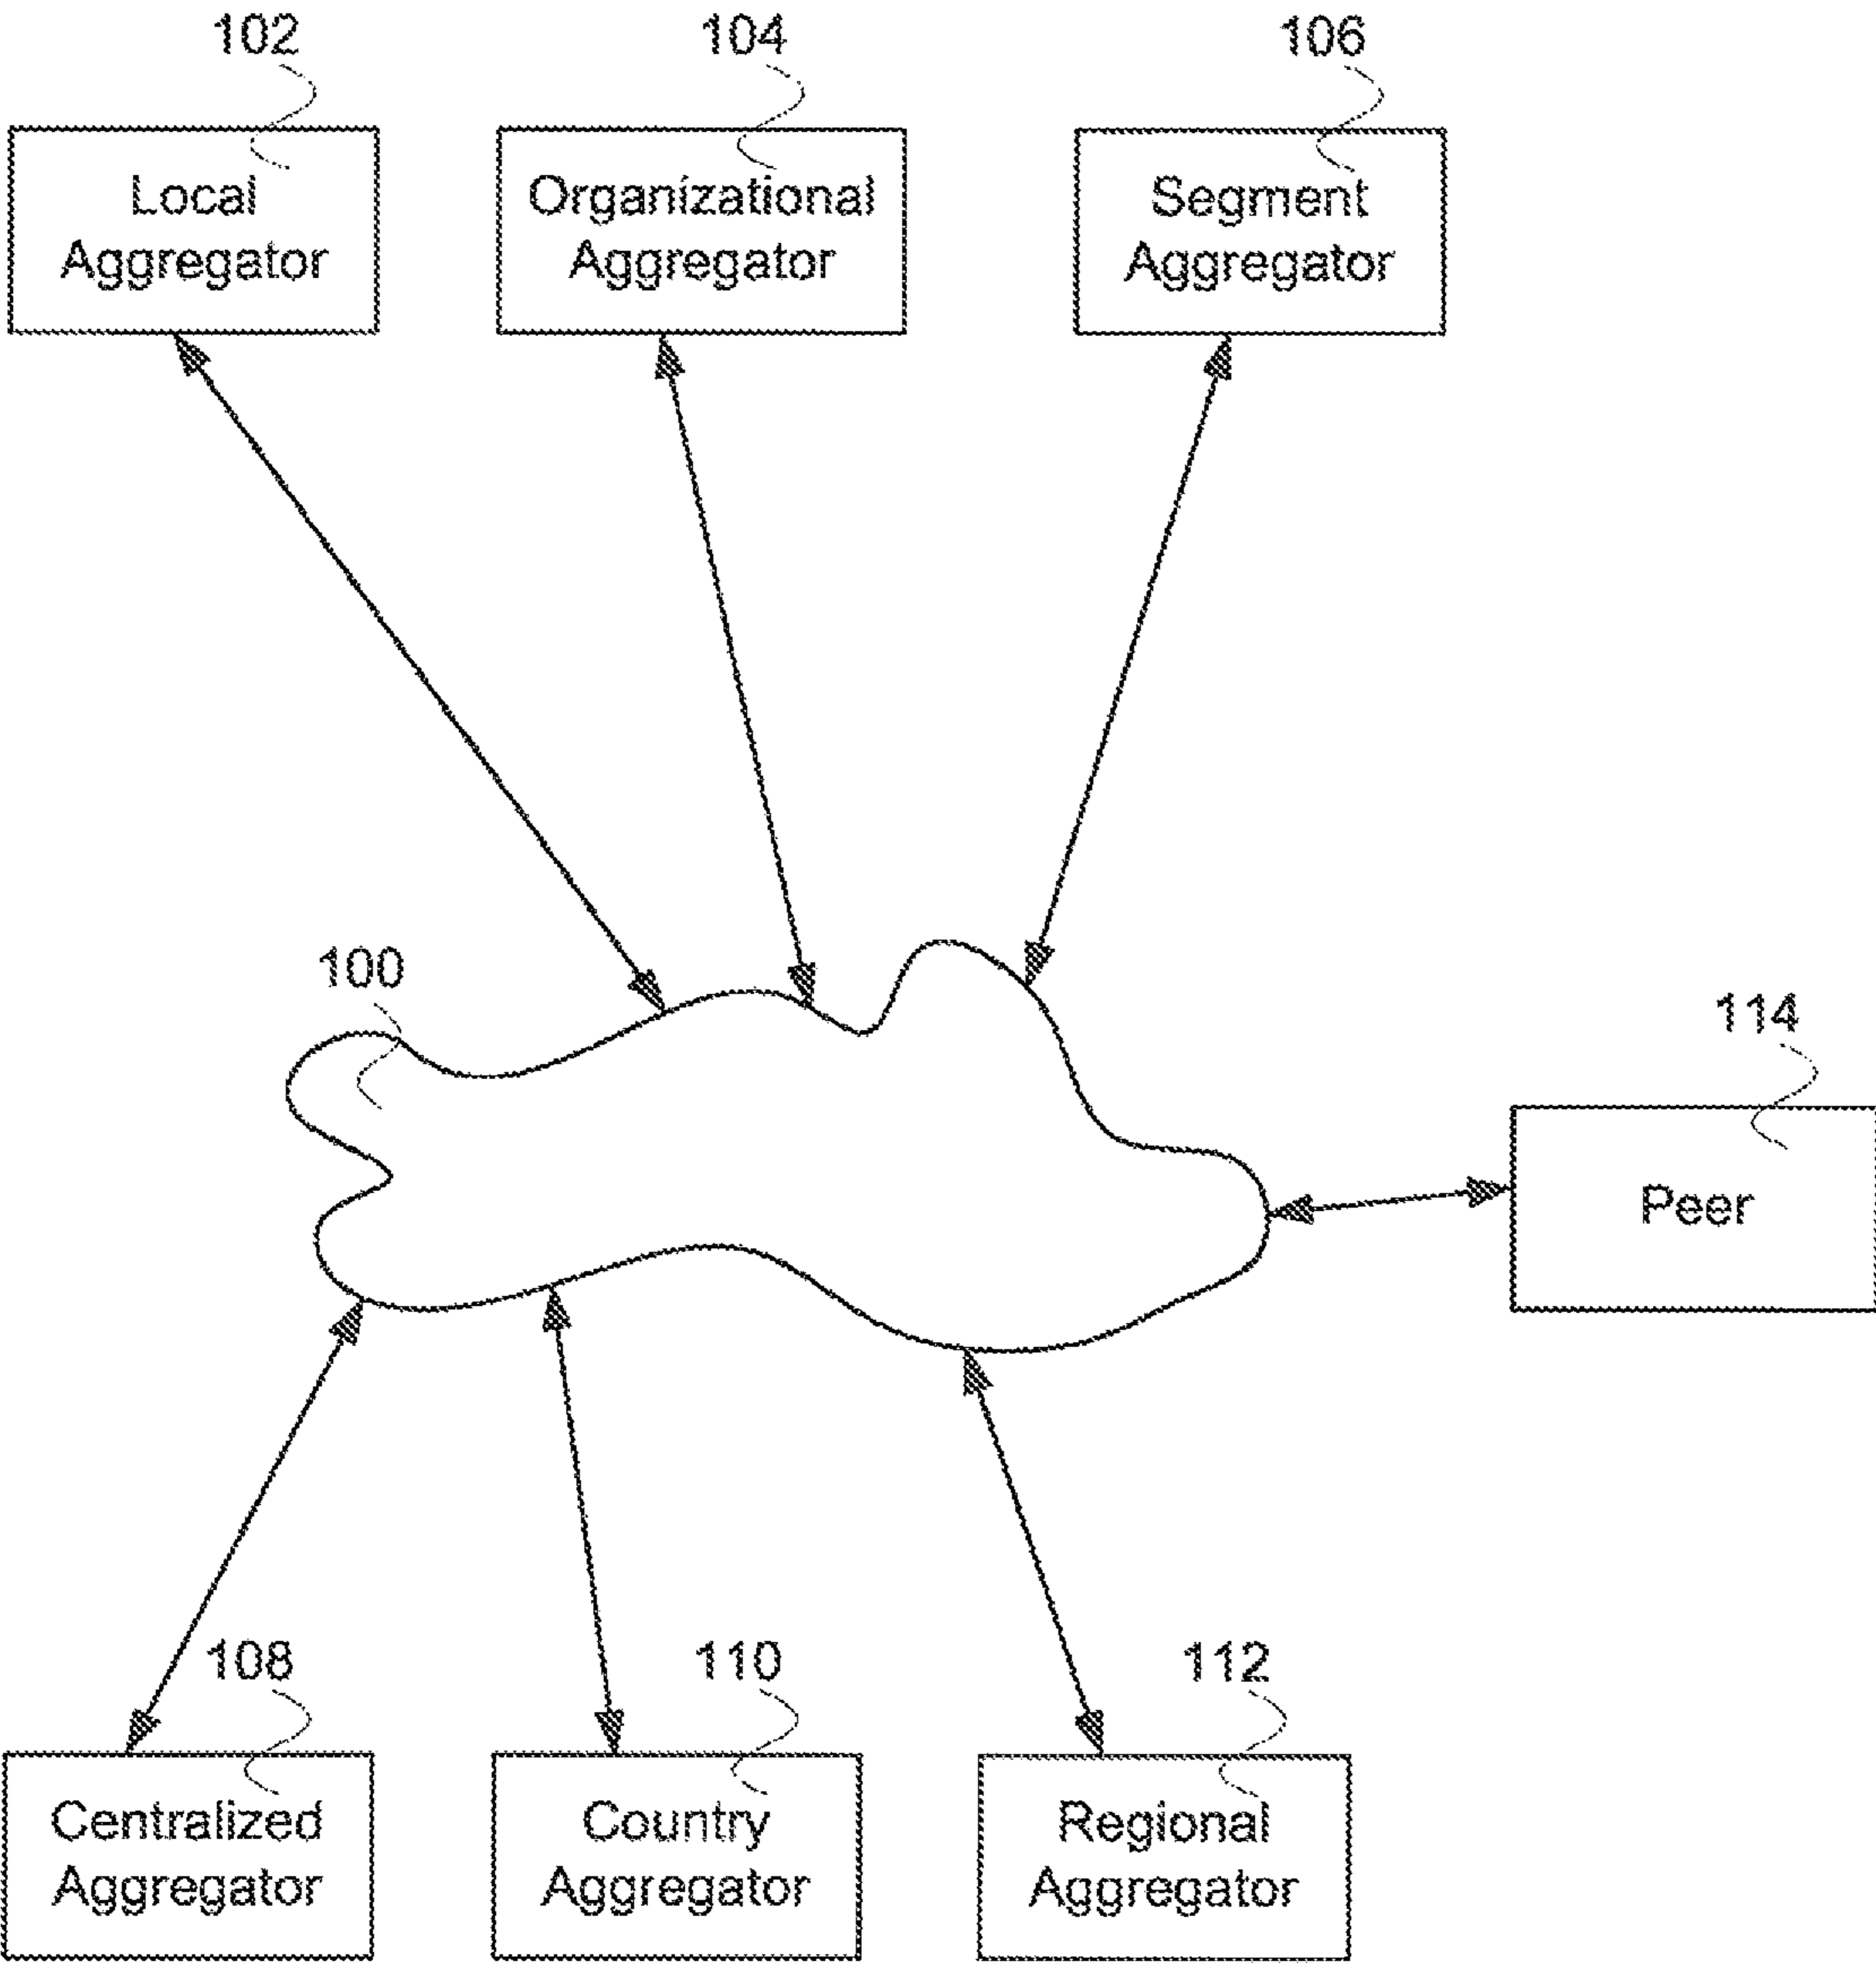 102
104
106
Local
Aggregator
Organizational
Aggregator
Segment
Aggregator
100
114
Peer
108
110
112
Centralized
Aggregator
Country
Aggregator
Regional
Aggregator